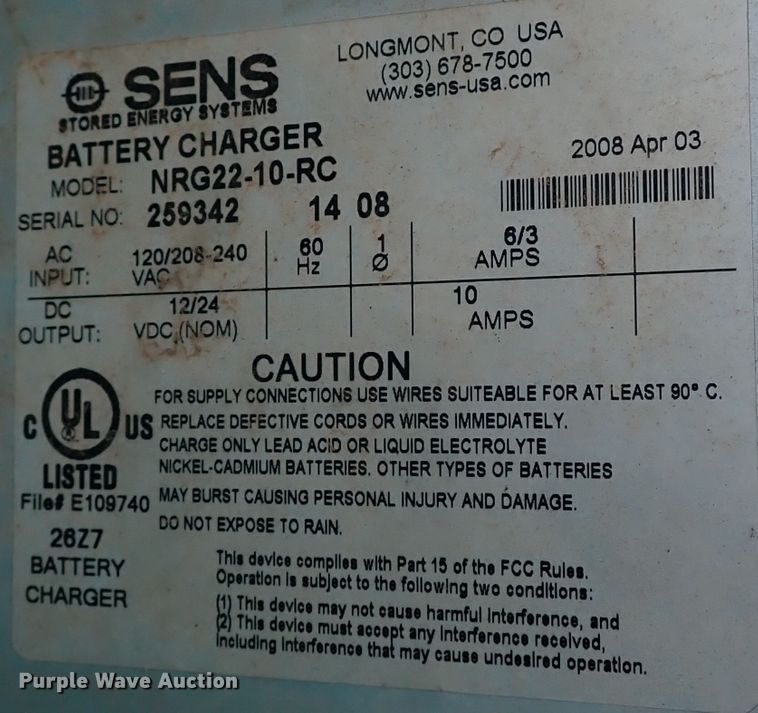 SENS
STORED ENERGY SYSTEMS
LONGMONT, CO USA
(303) 678-7500
www.sens-usa.com
BATTERY CHARGER
2008 Apr 03
MODEL: NRG22-10-RC
SERIAL NO: 259342 14 08
AC INPUT: 120/208-240 VAC 60 Hz 1 Ø 6/3 AMPS
DC OUTPUT: 12/24 VDC (NOM) 10 AMPS
CAUTION
FOR SUPPLY CONNECTIONS USE WIRES SUITEABLE FOR AT LEAST 90° C.
REPLACE DEFECTIVE CORDS OR WIRES IMMEDIATELY.
CHARGE ONLY LEAD ACID OR LIQUID ELECTROLYTE
NICKEL-CADMIUM BATTERIES. OTHER TYPES OF BATTERIES
MAY BURST CAUSING PERSONAL INJURY AND DAMAGE.
DO NOT EXPOSE TO RAIN.
C UL ® US
LISTED
File# E109740
26Z7
BATTERY
CHARGER
This device complies with Part 15 of the FCC Rules.
Operation is subject to the following two conditions:
(1) This device may not cause harmful interference, and
(2) This device must accept any interference received,
including interference that may cause undesired operation.
Purple Wave Auction